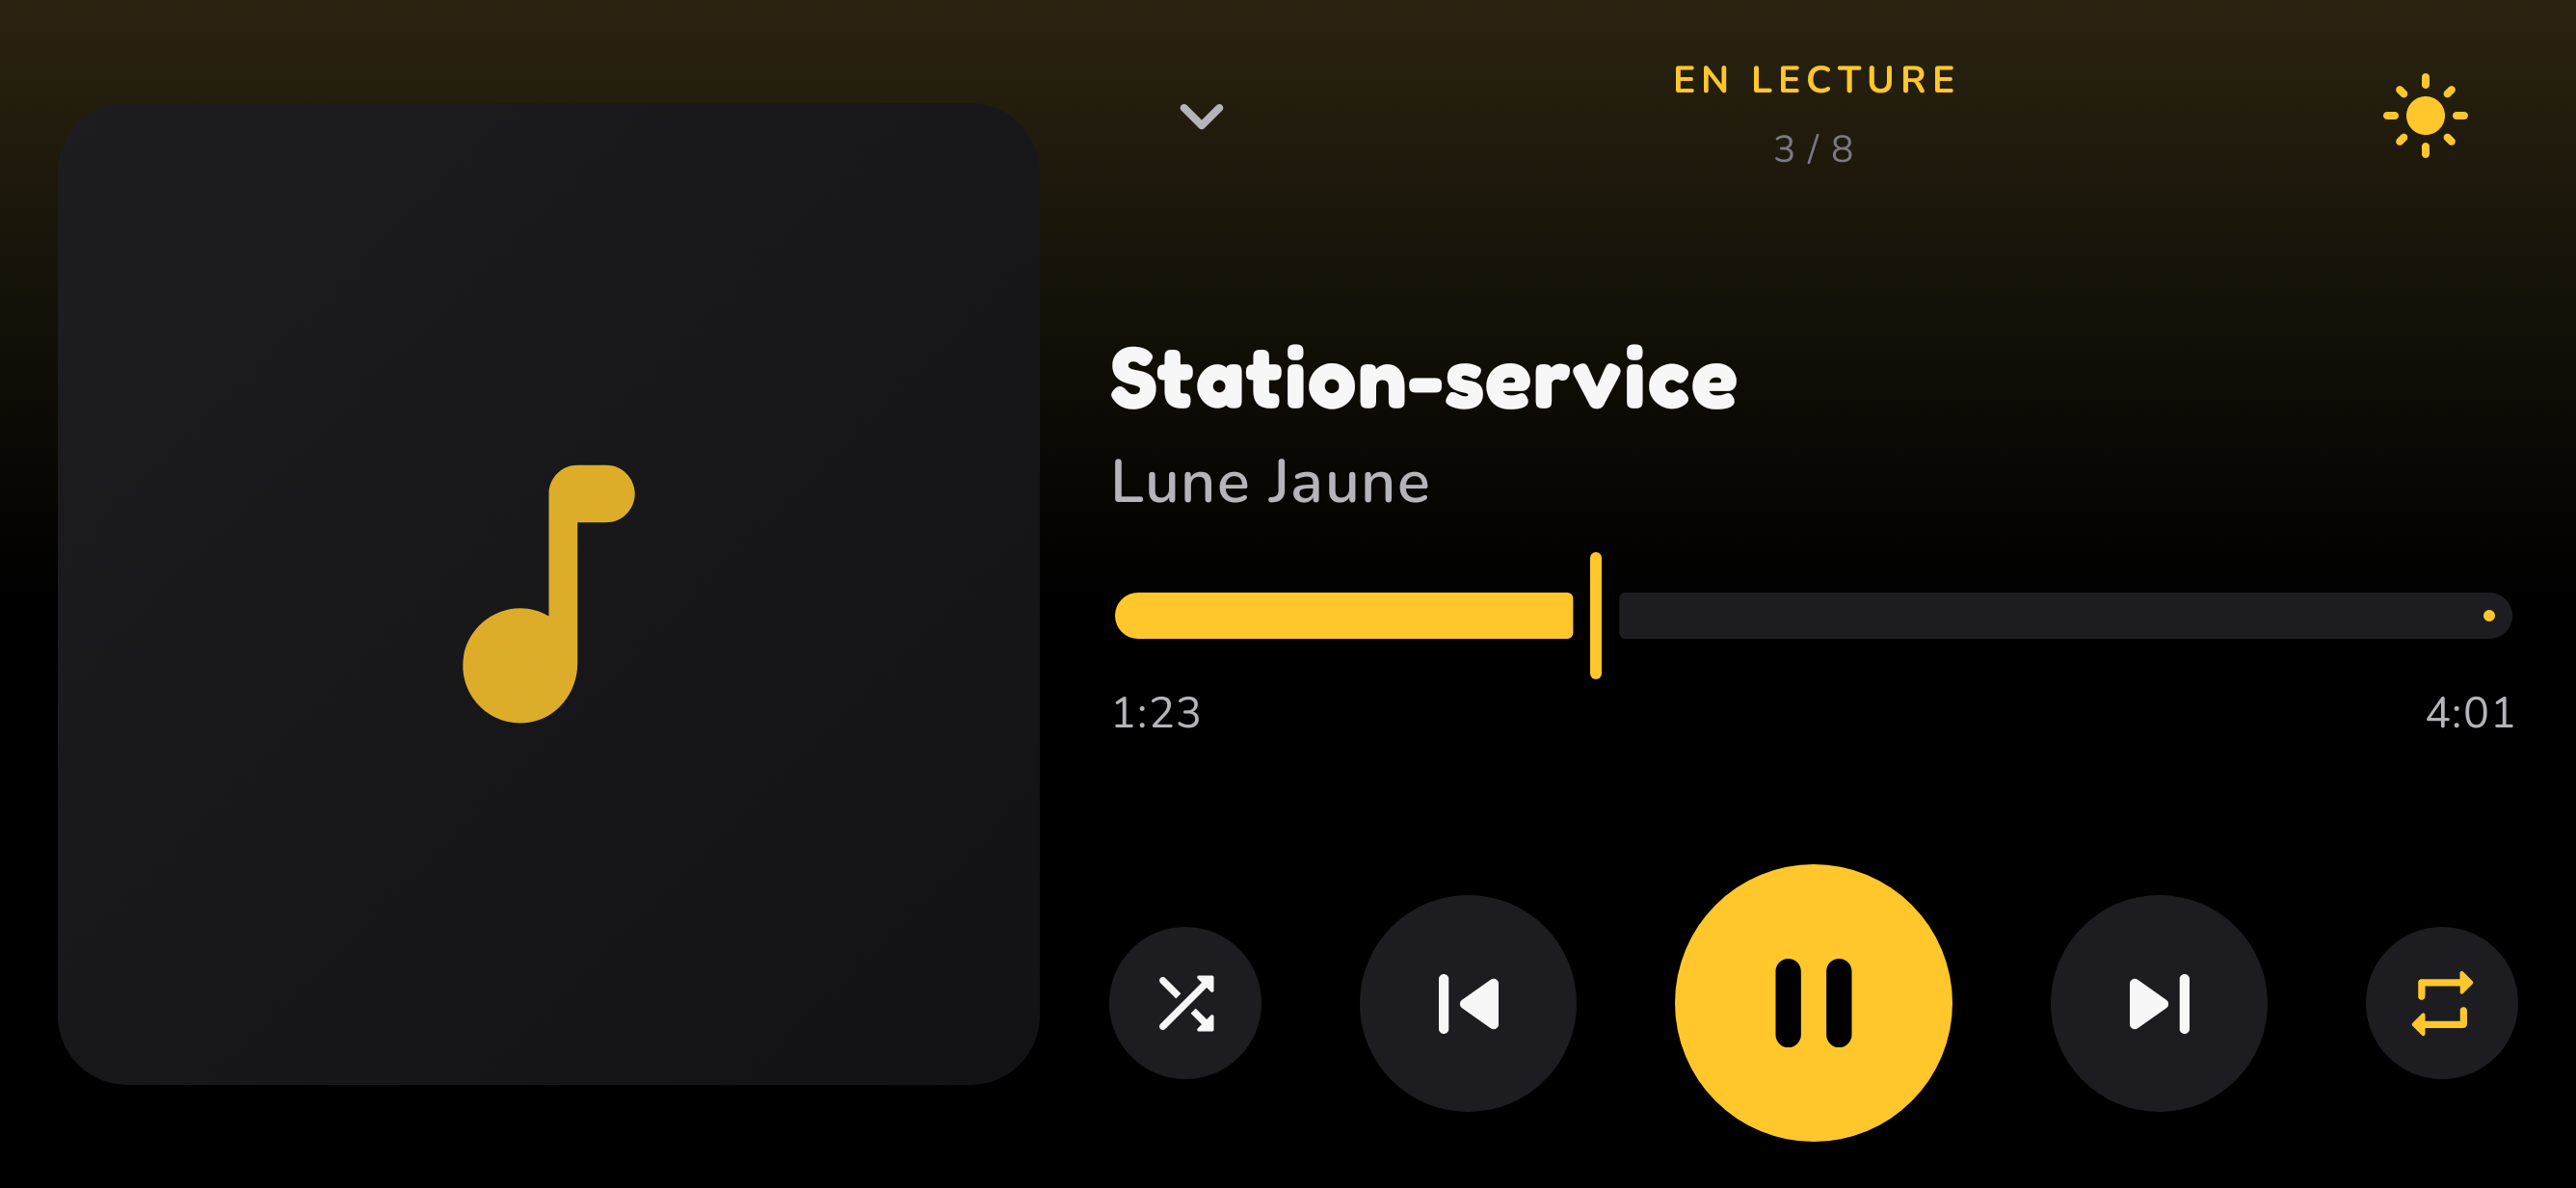 EN LECTURE
3 / 8
Station-service
Lune Jaune
1:23
4:01